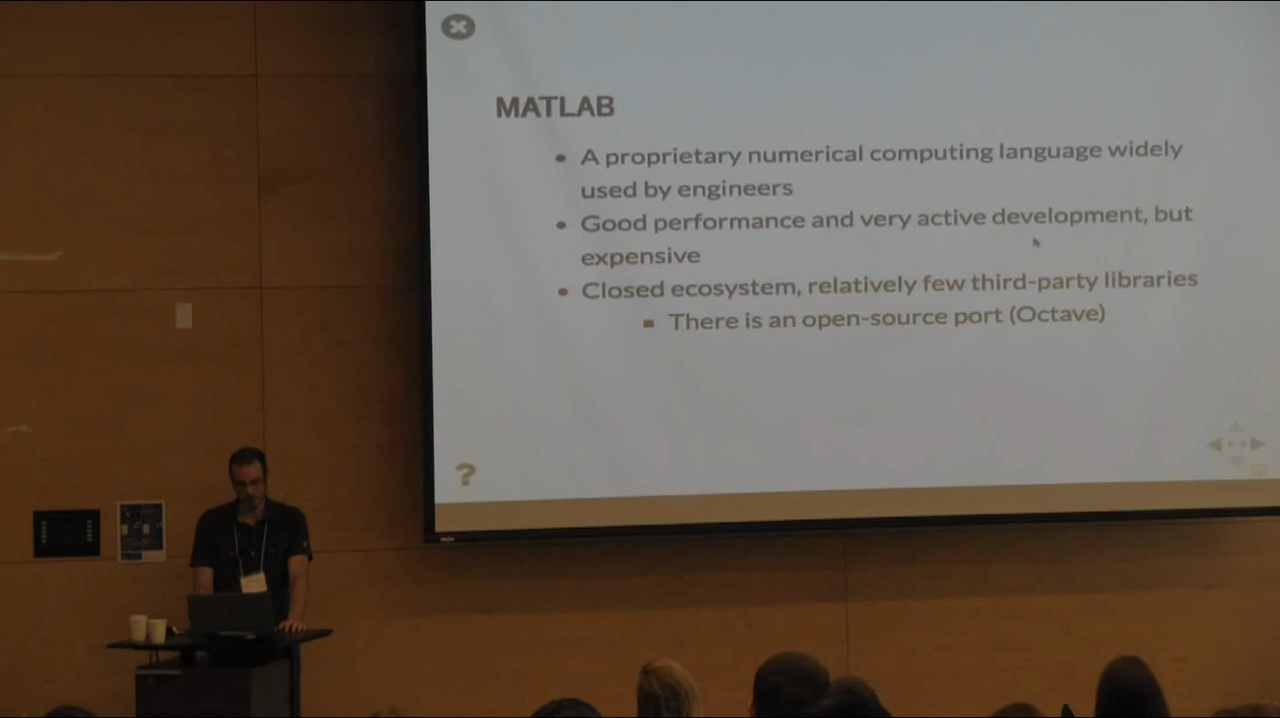 MATLAB
A proprietary numerical computing language widely
used by engineers
Good performance and very active development, but
expensive
Closed ecosystem, relatively few third-party libraries
There is an open-source port (Octave)
?